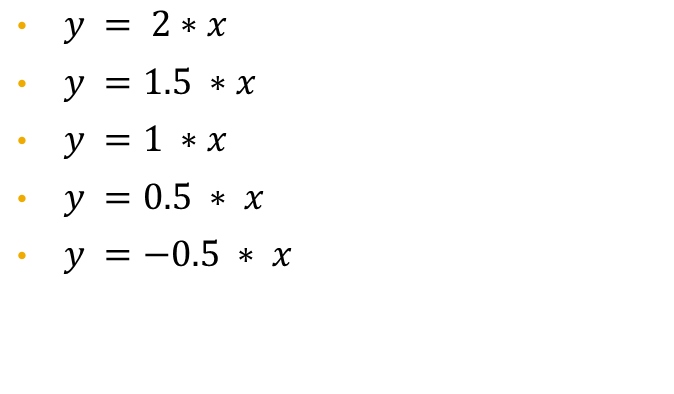 • y = 2 * x
• y = 1.5 * x
• y = 1 * x
• y = 0.5 * x
• y = −0.5 * x